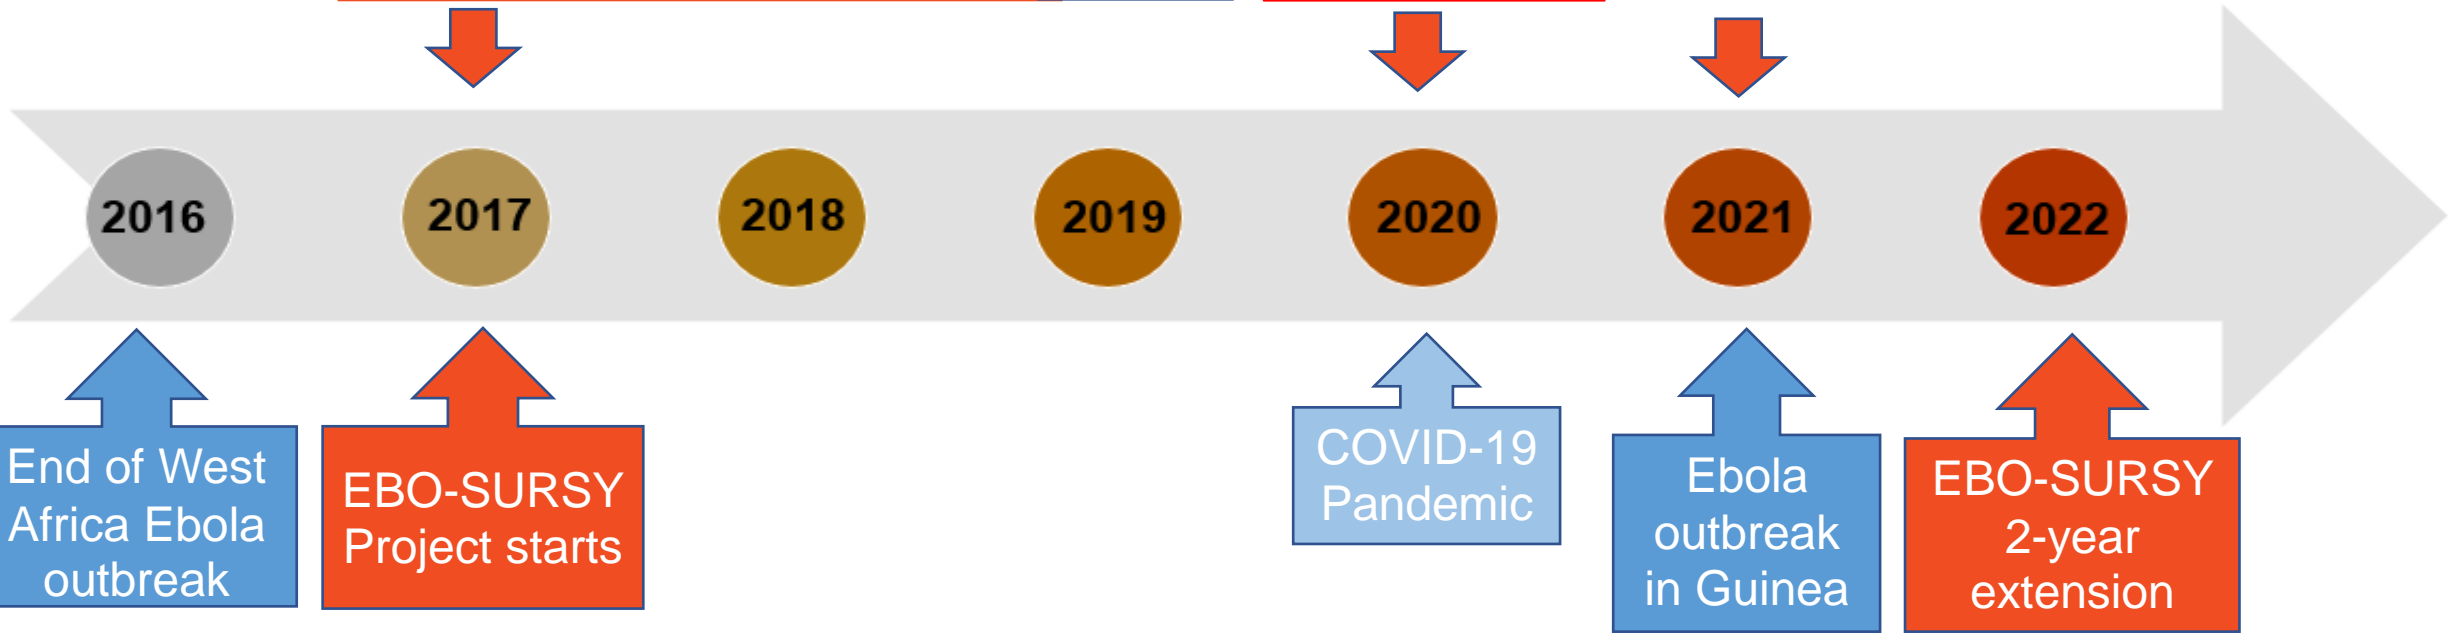 2016
2017
2018
2019
2020
2021
2022
End of West
Africa Ebola
outbreak
EBO-SURSY
Project starts
COVID-19
Pandemic
Ebola
outbreak
in Guinea
EBO-SURSY
2-year
extension